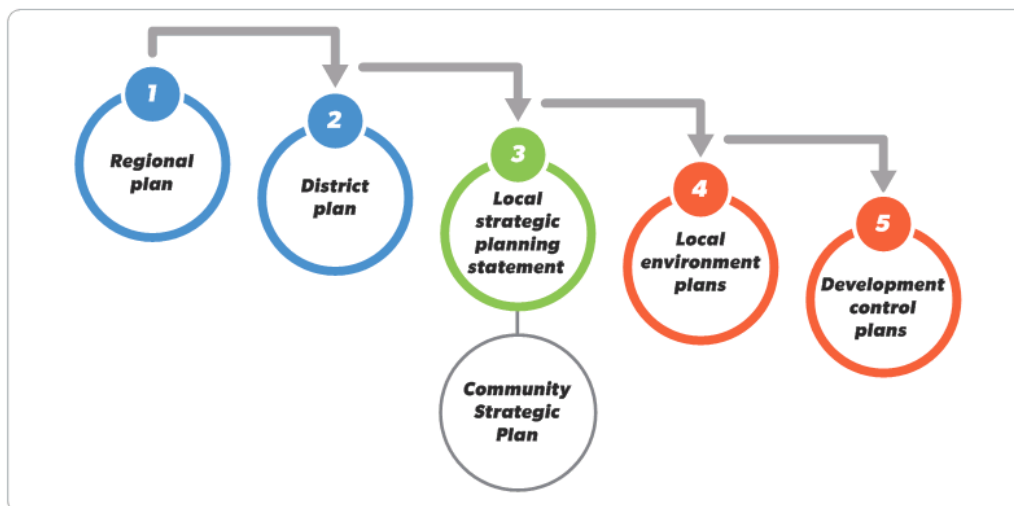 1
Regional
plan
2
District
plan
3
Local
strategic
planning
statement
4
Local
environment
plans
5
Development
control
plans
Community
Strategic
Plan